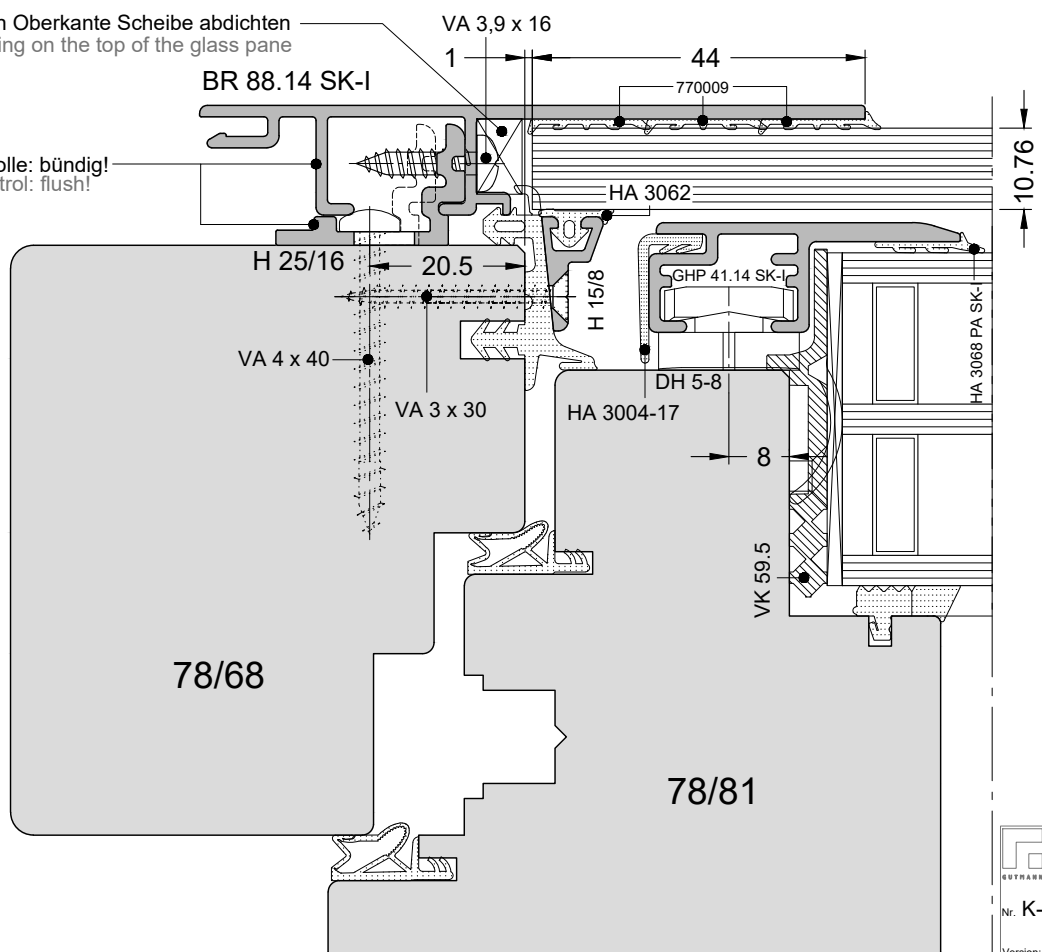 n Oberkante Scheibe abdichten
ing on the top of the glass pane
VA 3,9 x 16
1
44
770009
BR 88.14 SK-I
olle: bündig!
trol: flush!
10.76
HA 3062
H 25/16
20.5
GHP 41.14 SK-I
H 15/8
HA 3068 PA SK-I
VA 4 x 40
VA 3 x 30
DH 5-8
HA 3004-17
8
VK 59.5
78/68
78/81
GUTMANN
Nr. K-
Version: